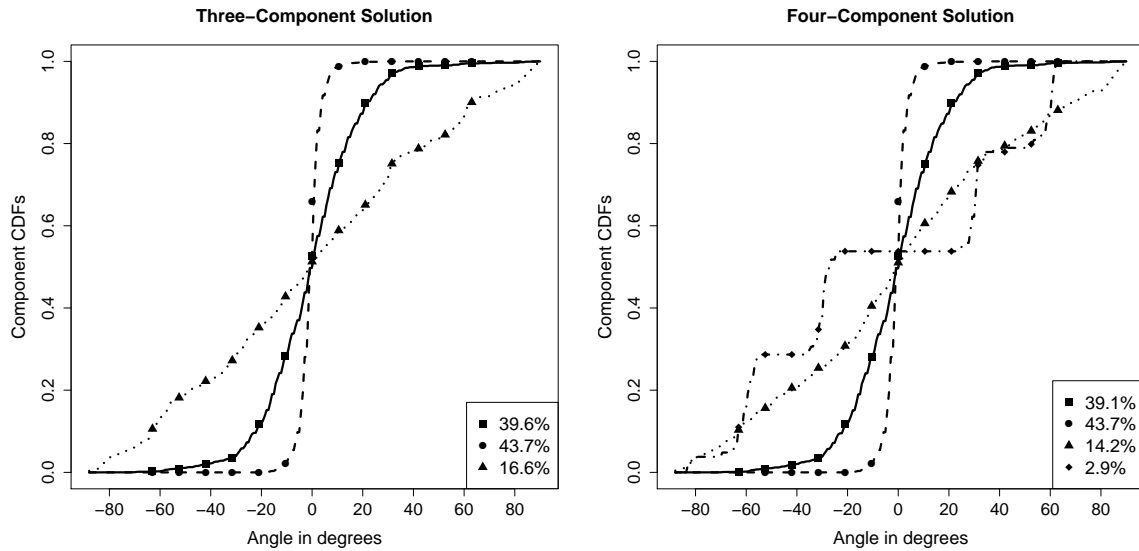 Three−Component Solution
Component CDFs
1.0
0.8
0.6
0.4
0.2
0.0
39.6%
43.7%
16.6%
−80 −60 −40 −20 0 20 40 60 80
Angle in degrees
Four−Component Solution
Component CDFs
1.0
0.8
0.6
0.4
0.2
0.0
39.1%
43.7%
14.2%
2.9%
−80 −60 −40 −20 0 20 40 60 80
Angle in degrees